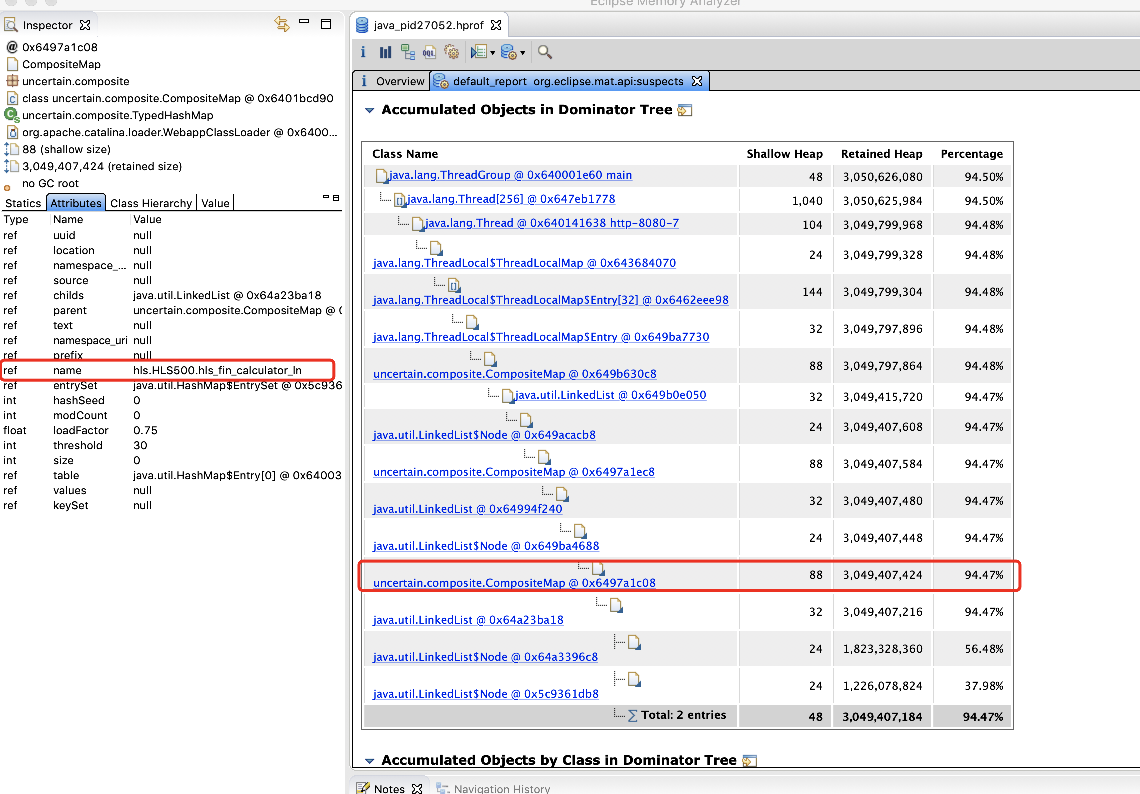 Eclipse Memory Analyzer
Inspector
@ 0x6497a1c08
CompositeMap
uncertain.composite
class uncertain.composite.CompositeMap @ 0x6401bcd90
uncertain.composite.TypedHashMap
org.apache.catalina.loader.WebappClassLoader @ 0x6400...
88 (shallow size)
3,049,407,424 (retained size)
no GC root
Statics Attributes Class Hierarchy Value
Type Name Value
ref uuid null
ref location null
ref namespace_... null
ref source null
ref childs java.util.LinkedList @ 0x64a23ba18
ref parent uncertain.composite.CompositeMap @ (
ref text null
ref namespace_uri null
ref prefix null
ref name hls.HLS500.hls_fin_calculator_ln
ref entrySet java.util.HashMap$EntrySet @ 0x5c936
int hashSeed 0
int modCount 0
float loadFactor 0.75
int threshold 30
int size 0
ref table java.util.HashMap$Entry[0] @ 0x64003
ref values null
ref keySet null
java_pid27052.hprof
i OQL
i Overview default_report org.eclipse.mat.api:suspects
Accumulated Objects in Dominator Tree
Class Name Shallow Heap Retained Heap Percentage
java.lang.ThreadGroup @ 0x640001e60 main 48 3,050,626,080 94.50%
java.lang.Thread[256] @ 0x647eb1778 1,040 3,050,625,984 94.50%
java.lang.Thread @ 0x640141638 http-8080-7 104 3,049,799,968 94.48%
java.lang.ThreadLocal$ThreadLocalMap @ 0x643684070 24 3,049,799,328 94.48%
java.lang.ThreadLocal$ThreadLocalMap$Entry[32] @ 0x6462eee98 144 3,049,799,304 94.48%
java.lang.ThreadLocal$ThreadLocalMap$Entry @ 0x649ba7730 32 3,049,797,896 94.48%
uncertain.composite.CompositeMap @ 0x649b630c8 88 3,049,797,864 94.48%
java.util.LinkedList @ 0x649b0e050 32 3,049,415,720 94.47%
java.util.LinkedList$Node @ 0x649acacb8 24 3,049,407,608 94.47%
uncertain.composite.CompositeMap @ 0x6497a1ec8 88 3,049,407,584 94.47%
java.util.LinkedList @ 0x64994f240 32 3,049,407,480 94.47%
java.util.LinkedList$Node @ 0x649ba4688 24 3,049,407,448 94.47%
uncertain.composite.CompositeMap @ 0x6497a1c08 88 3,049,407,424 94.47%
java.util.LinkedList @ 0x64a23ba18 32 3,049,407,216 94.47%
java.util.LinkedList$Node @ 0x64a3396c8 24 1,823,328,360 56.48%
java.util.LinkedList$Node @ 0x5c9361db8 24 1,226,078,824 37.98%
Σ Total: 2 entries 48 3,049,407,184 94.47%
Accumulated Objects by Class in Dominator Tree
Notes Navigation History